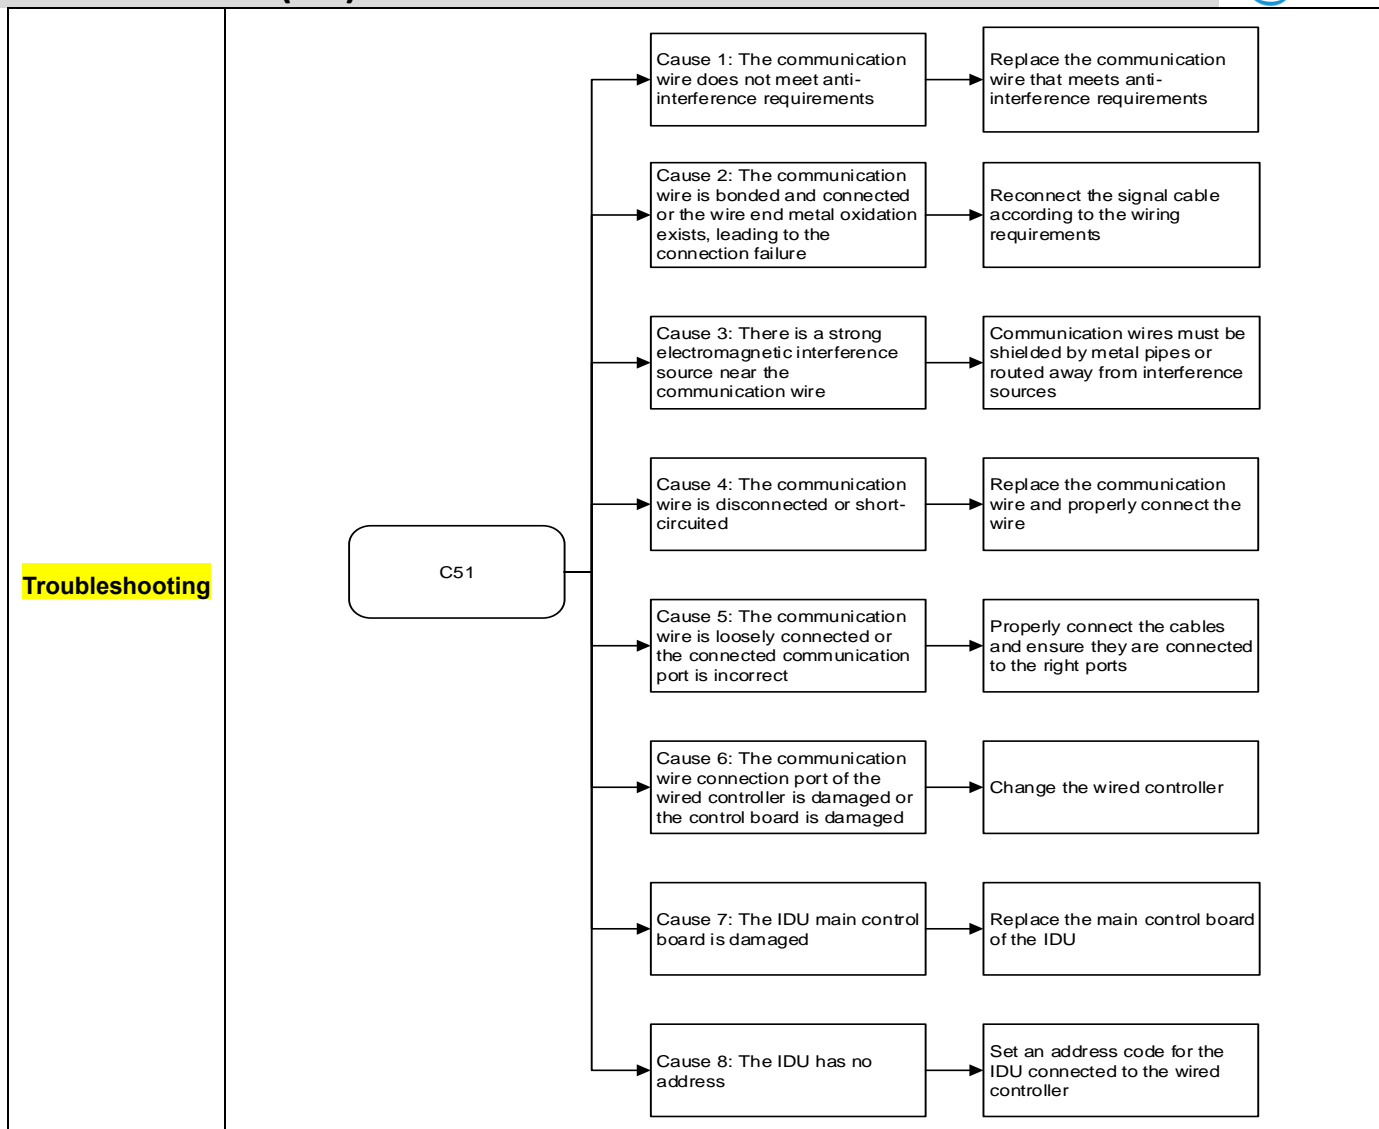 Troubleshooting
C51
Cause 1: The communication
wire does not meet anti-
interference requirements
Replace the communication
wire that meets anti-
interference requirements
Cause 2: The communication
wire is bonded and connected
or the wire end metal oxidation
exists, leading to the
connection failure
Reconnect the signal cable
according to the wiring
requirements
Cause 3: There is a strong
electromagnetic interference
source near the
communication wire
Communication wires must be
shielded by metal pipes or
routed away from interference
sources
Cause 4: The communication
wire is disconnected or short-
circuited
Replace the communication
wire and properly connect the
wire
Cause 5: The communication
wire is loosely connected or
the connected communication
port is incorrect
Properly connect the cables
and ensure they are connected
to the right ports
Cause 6: The communication
wire connection port of the
wired controller is damaged or
the control board is damaged
Change the wired controller
Cause 7: The IDU main control
board is damaged
Replace the main control board
of the IDU
Cause 8: The IDU has no
address
Set an address code for the
IDU connected to the wired
controller